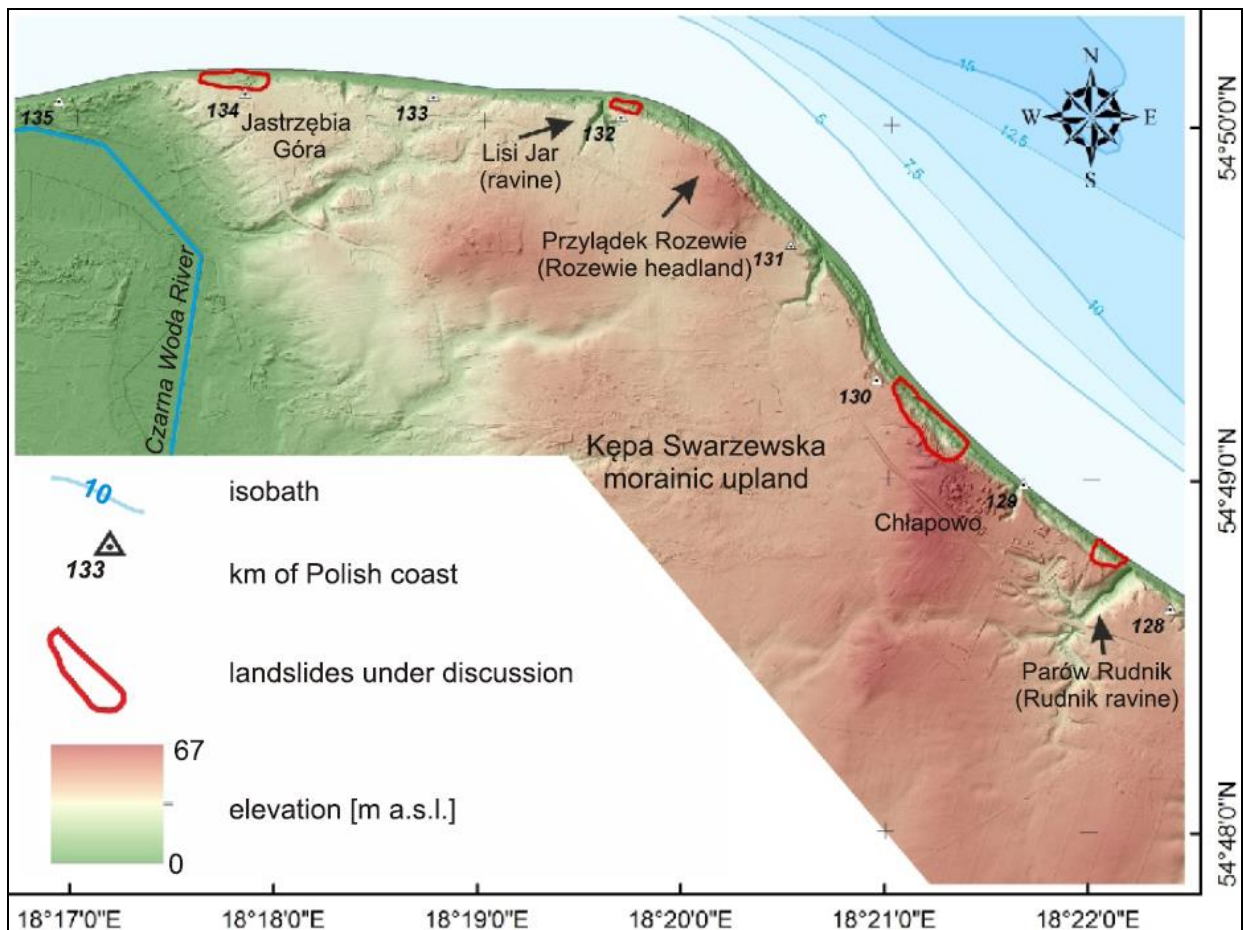 15
N
12,5
W
E
S
5
7,5
10
135
134
133
132
Jastrzębia
Góra
Lisi Jar
(ravine)
Przylądek Rozewie
(Rozewie headland)
131
Czarna Woda River
130
Kępa Swarzewska
morainic upland
129
Chłapowo
128
Parów Rudnik
(Rudnik ravine)
10
isobath
133
km of Polish coast
landslides under discussion
67
elevation [m a.s.l.]
0
54°50'0"N
54°49'0"N
54°48'0"N
18°17'0"E
18°18'0"E
18°19'0"E
18°20'0"E
18°21'0"E
18°22'0"E